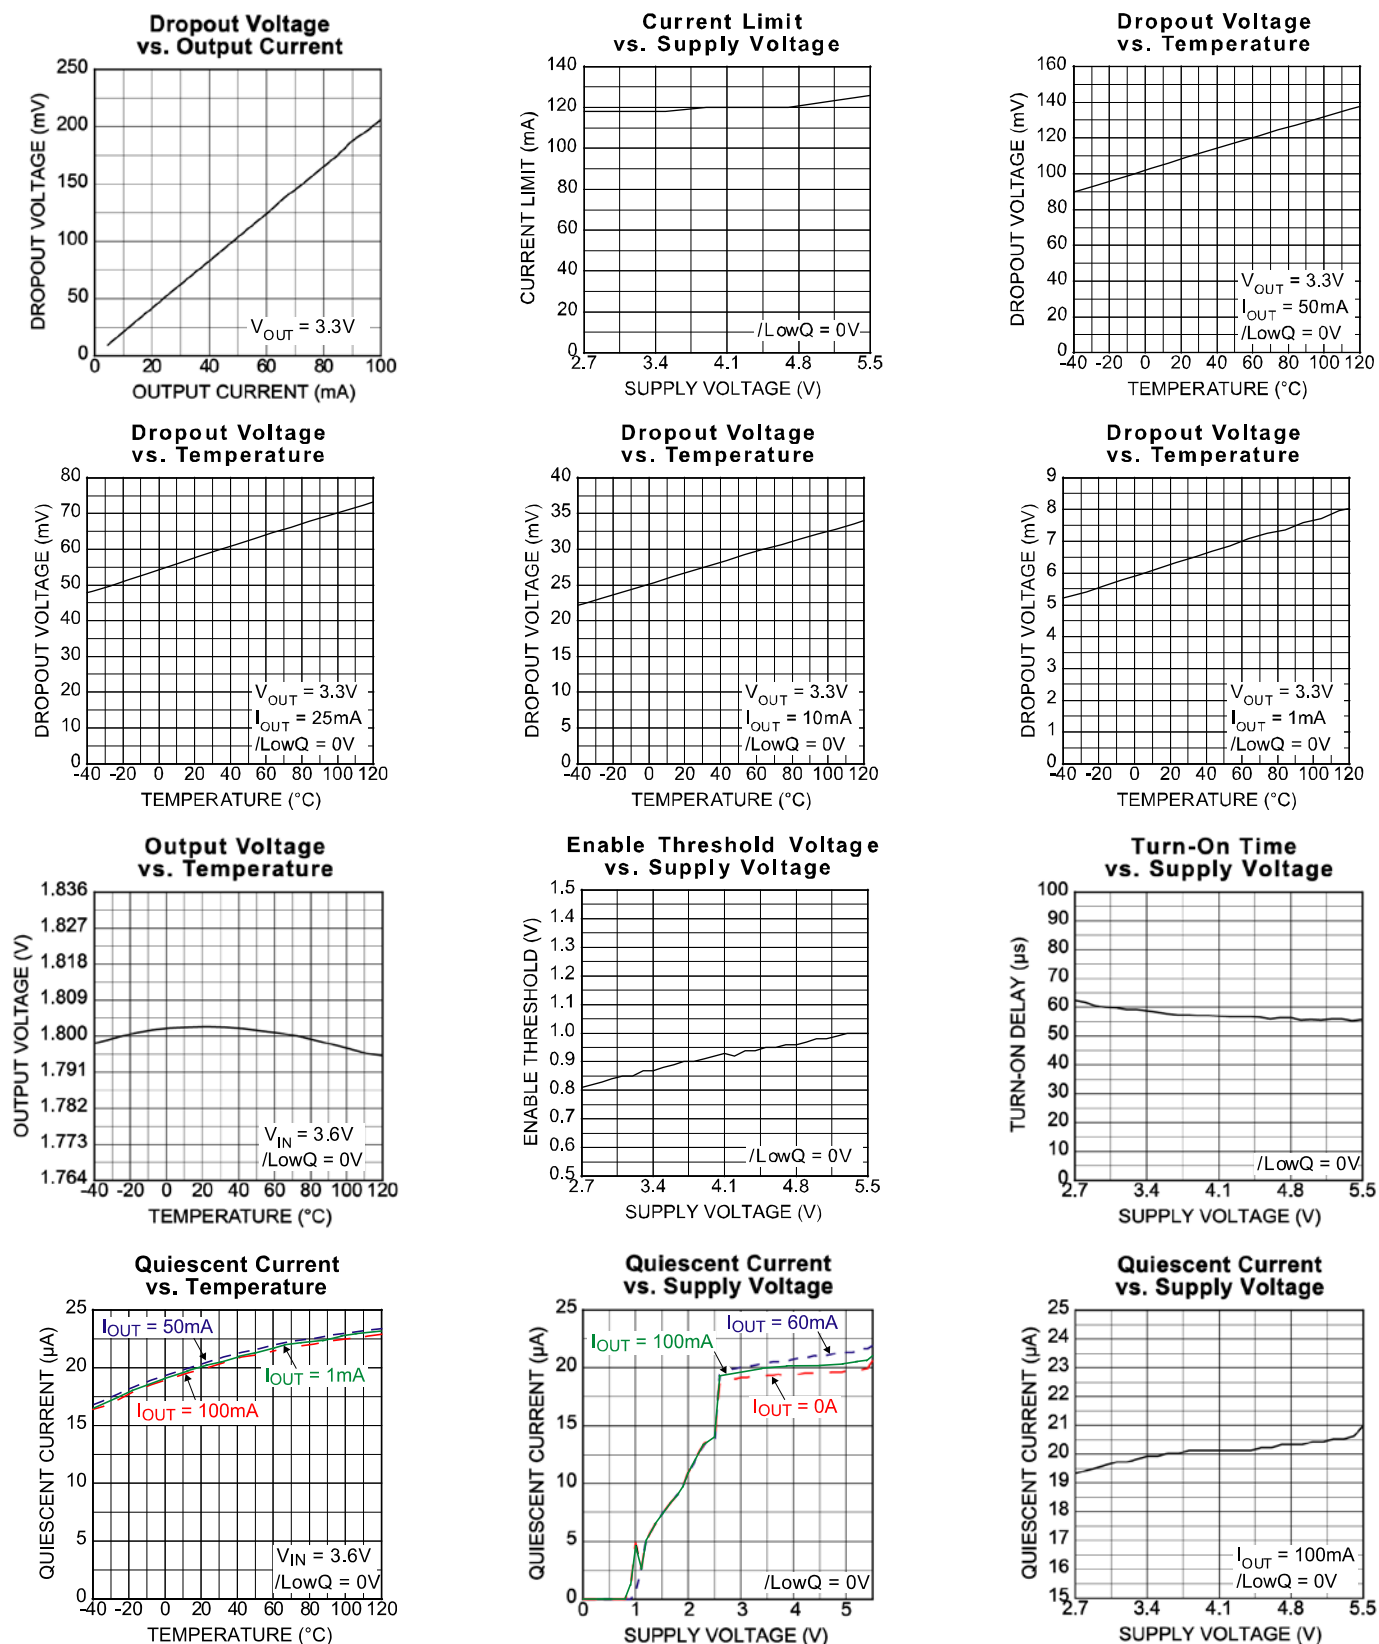 Dropout Voltage
vs. Output Current
DROPOUT VOLTAGE (mV)
250
200
150
100
50
0
0 20 40 60 80 100
OUTPUT CURRENT (mA)
VOUT = 3.3V
Current Limit
vs. Supply Voltage
CURRENT LIMIT (mA)
140
120
100
80
60
40
20
0
2.7 3.4 4.1 4.8 5.5
SUPPLY VOLTAGE (V)
/LowQ = 0V
Dropout Voltage
vs. Temperature
DROPOUT VOLTAGE (mV)
160
140
120
100
80
60
40
20
0
-40 -20 0 20 40 60 80 100 120
TEMPERATURE (°C)
VOUT = 3.3V
IOUT = 50mA
/LowQ = 0V
Dropout Voltage
vs. Temperature
DROPOUT VOLTAGE (mV)
80
70
60
50
40
30
20
10
0
-40 -20 0 20 40 60 80 100 120
TEMPERATURE (°C)
VOUT = 3.3V
IOUT = 25mA
/LowQ = 0V
Dropout Voltage
vs. Temperature
DROPOUT VOLTAGE (mV)
40
35
30
25
20
15
10
5
0
-40 -20 0 20 40 60 80 100 120
TEMPERATURE (°C)
VOUT = 3.3V
IOUT = 10mA
/LowQ = 0V
Dropout Voltage
vs. Temperature
DROPOUT VOLTAGE (mV)
9
8
7
6
5
4
3
2
1
0
-40 -20 0 20 40 60 80 100 120
TEMPERATURE (°C)
VOUT = 3.3V
IOUT = 1mA
/LowQ = 0V
Output Voltage
vs. Temperature
OUTPUT VOLTAGE (V)
1.836
1.827
1.818
1.809
1.800
1.791
1.782
1.773
1.764
-40 -20 0 20 40 60 80 100 120
TEMPERATURE (°C)
VIN = 3.6V
/LowQ = 0V
Enable Threshold Voltage
vs. Supply Voltage
ENABLE THRESHOLD (V)
1.5
1.4
1.3
1.2
1.1
1.0
0.9
0.8
0.7
0.6
0.5
2.7 3.4 4.1 4.8 5.5
SUPPLY VOLTAGE (V)
/LowQ = 0V
Turn-On Time
vs. Supply Voltage
TURN-ON DELAY (µs)
100
90
80
70
60
50
40
30
20
10
0
2.7 3.4 4.1 4.8 5.5
SUPPLY VOLTAGE (V)
/LowQ = 0V
Quiescent Current
vs. Temperature
QUIESCENT CURRENT (µA)
25
20
15
10
5
0
-40 -20 0 20 40 60 80 100 120
TEMPERATURE (°C)
IOUT = 50mA
IOUT = 1mA
IOUT = 100mA
VIN = 3.6V
/LowQ = 0V
Quiescent Current
vs. Supply Voltage
QUIESCENT CURRENT (µA)
25
20
15
10
5
0
0 1 2 3 4 5
SUPPLY VOLTAGE (V)
IOUT = 60mA
IOUT = 100mA
IOUT = 0A
/LowQ = 0V
Quiescent Current
vs. Supply Voltage
QUIESCENT CURRENT (µA)
25
24
23
22
21
20
19
18
17
16
15
2.7 3.4 4.1 4.8 5.5
SUPPLY VOLTAGE (V)
IOUT = 100mA
/LowQ = 0V